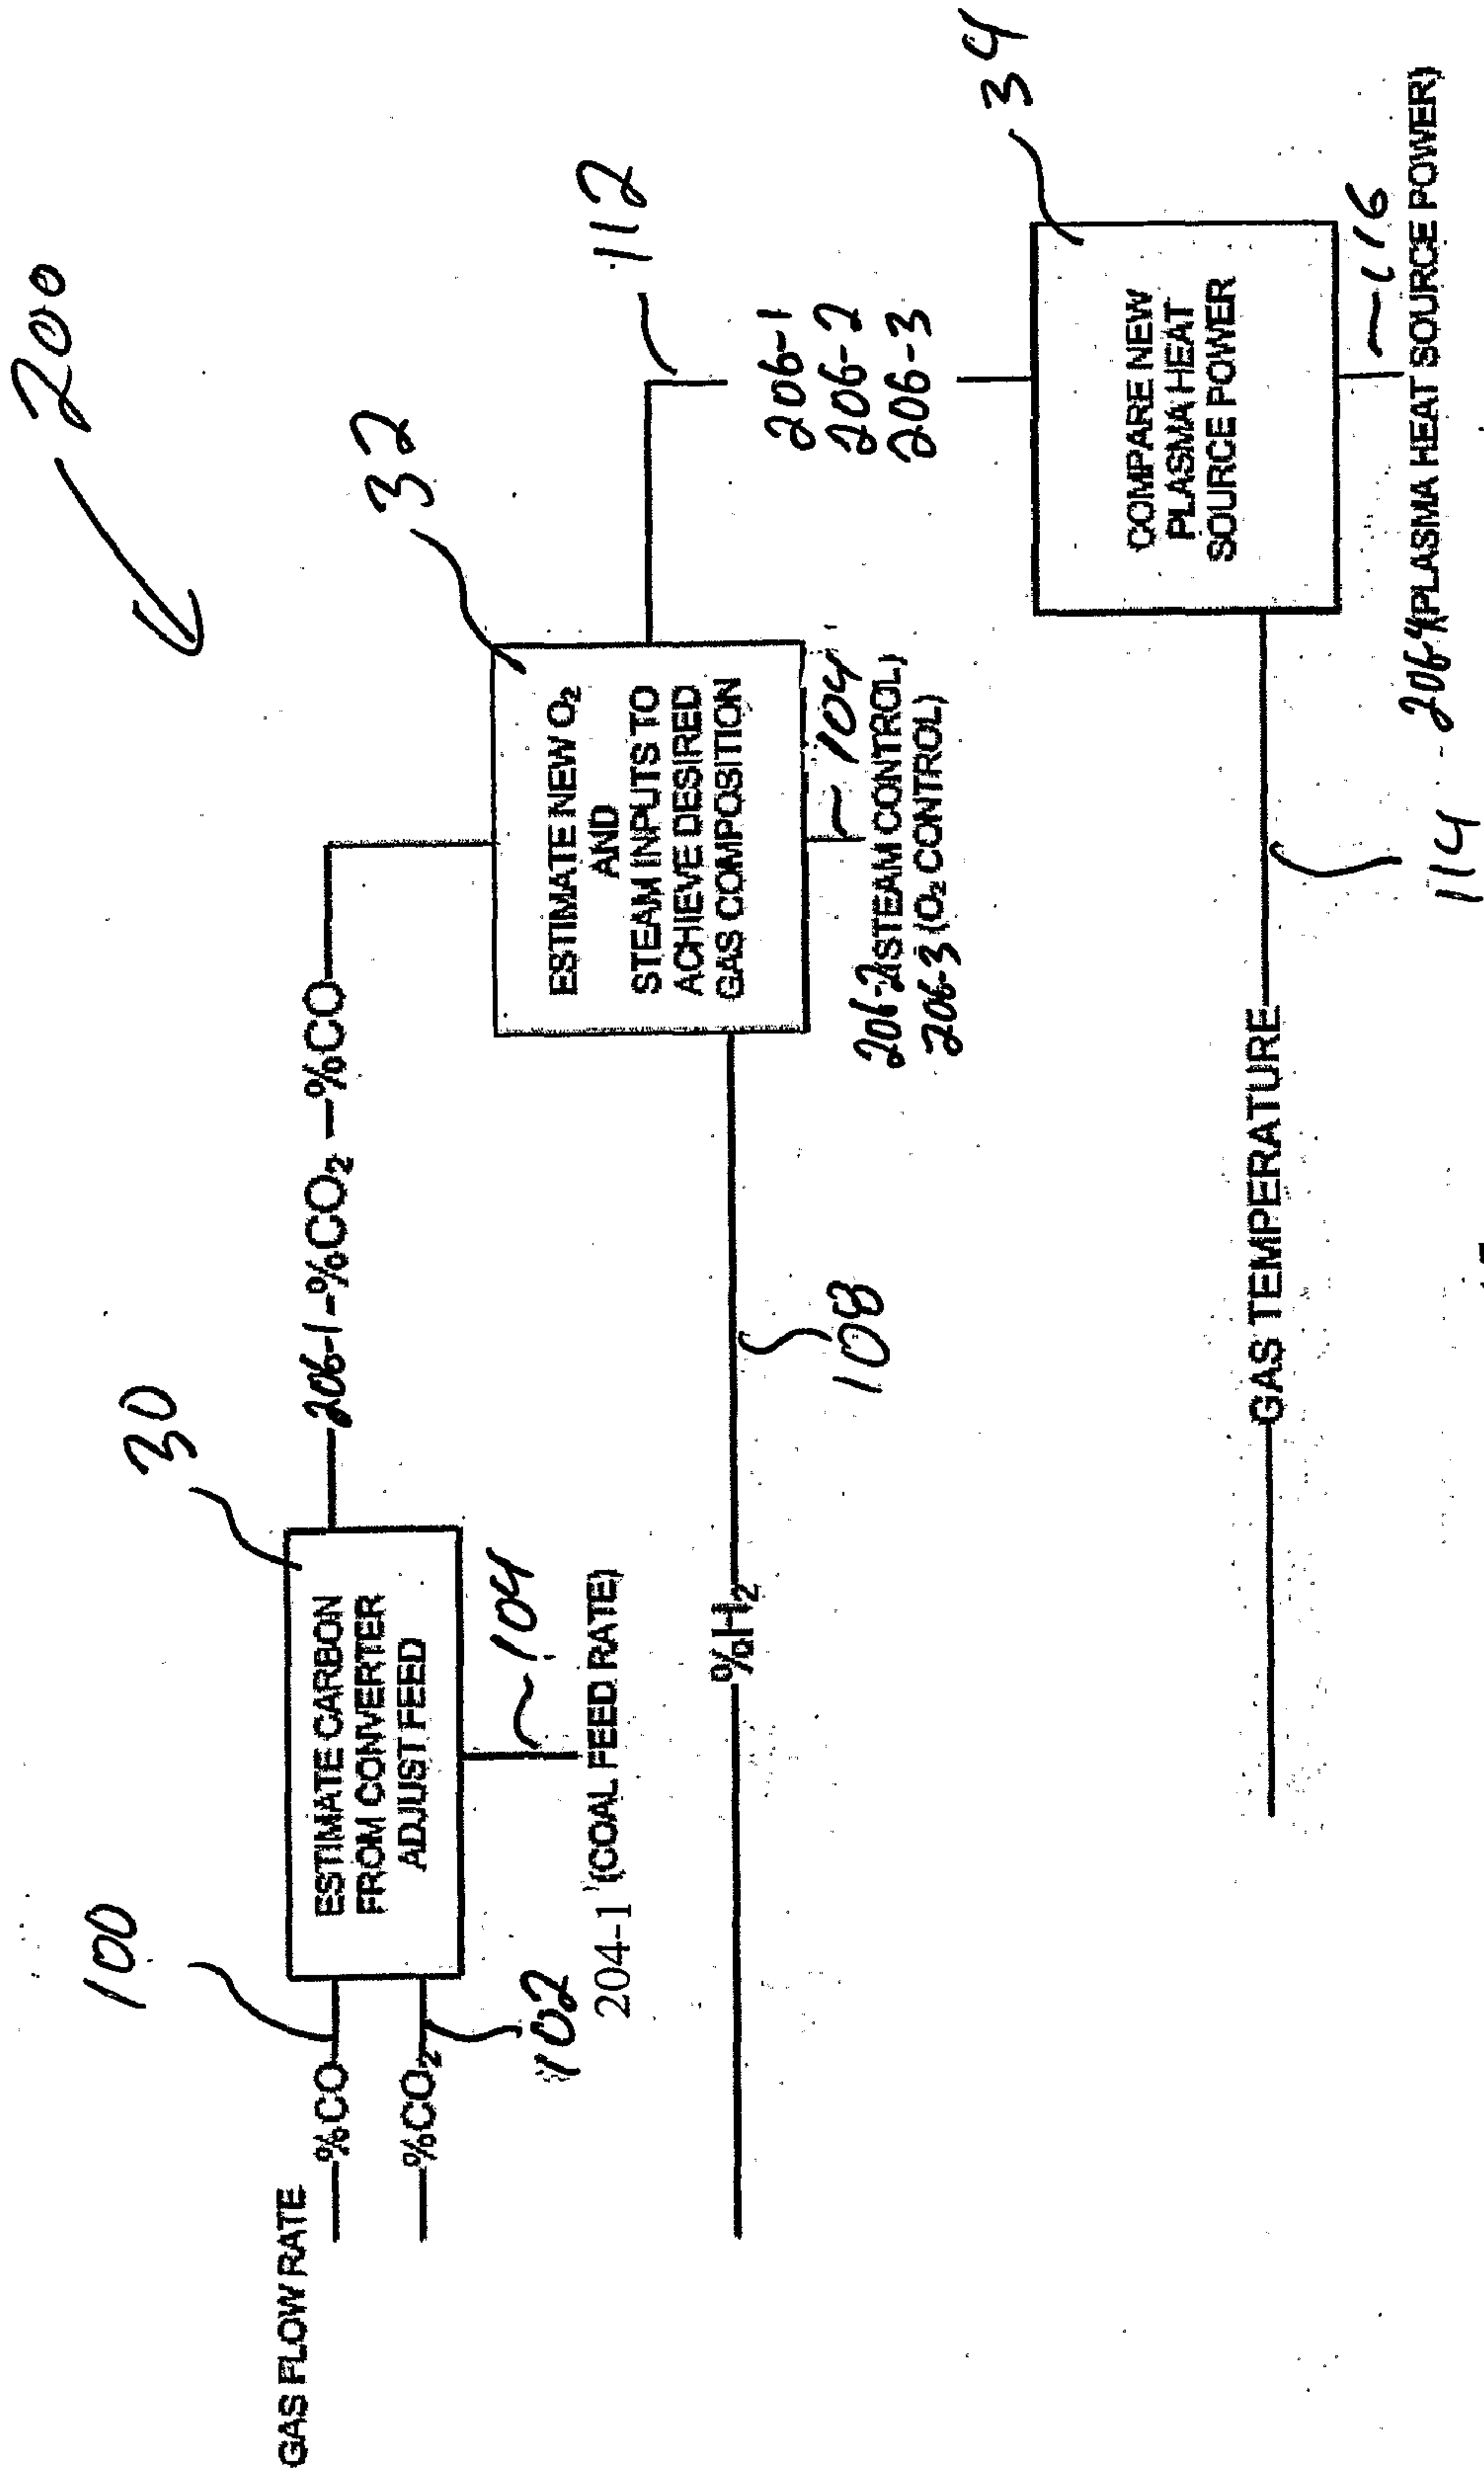 200
GAS FLOW RATE
%CO
100
%CO₂
102
30
ESTIMATE CARBON
FROM CONVERTER
ADJUST FEED
104
204-1 (COAL FEED RATE)
206-1-%CO₂-%CO
32
ESTIMATE NEW O₂
AND
STEAM INPUTS TO
ACHIEVE DESIRED
GAS COMPOSITION
104
206-2(STEAM CONTROL)
206-3 (O₂ CONTROL)
%H₂
108
112
206-1
206-2
206-3
34
COMPARE NEW
PLASMA HEAT
SOURCE POWER
116
206-4(PLASMA HEAT SOURCE POWER)
GAS TEMPERATURE
114